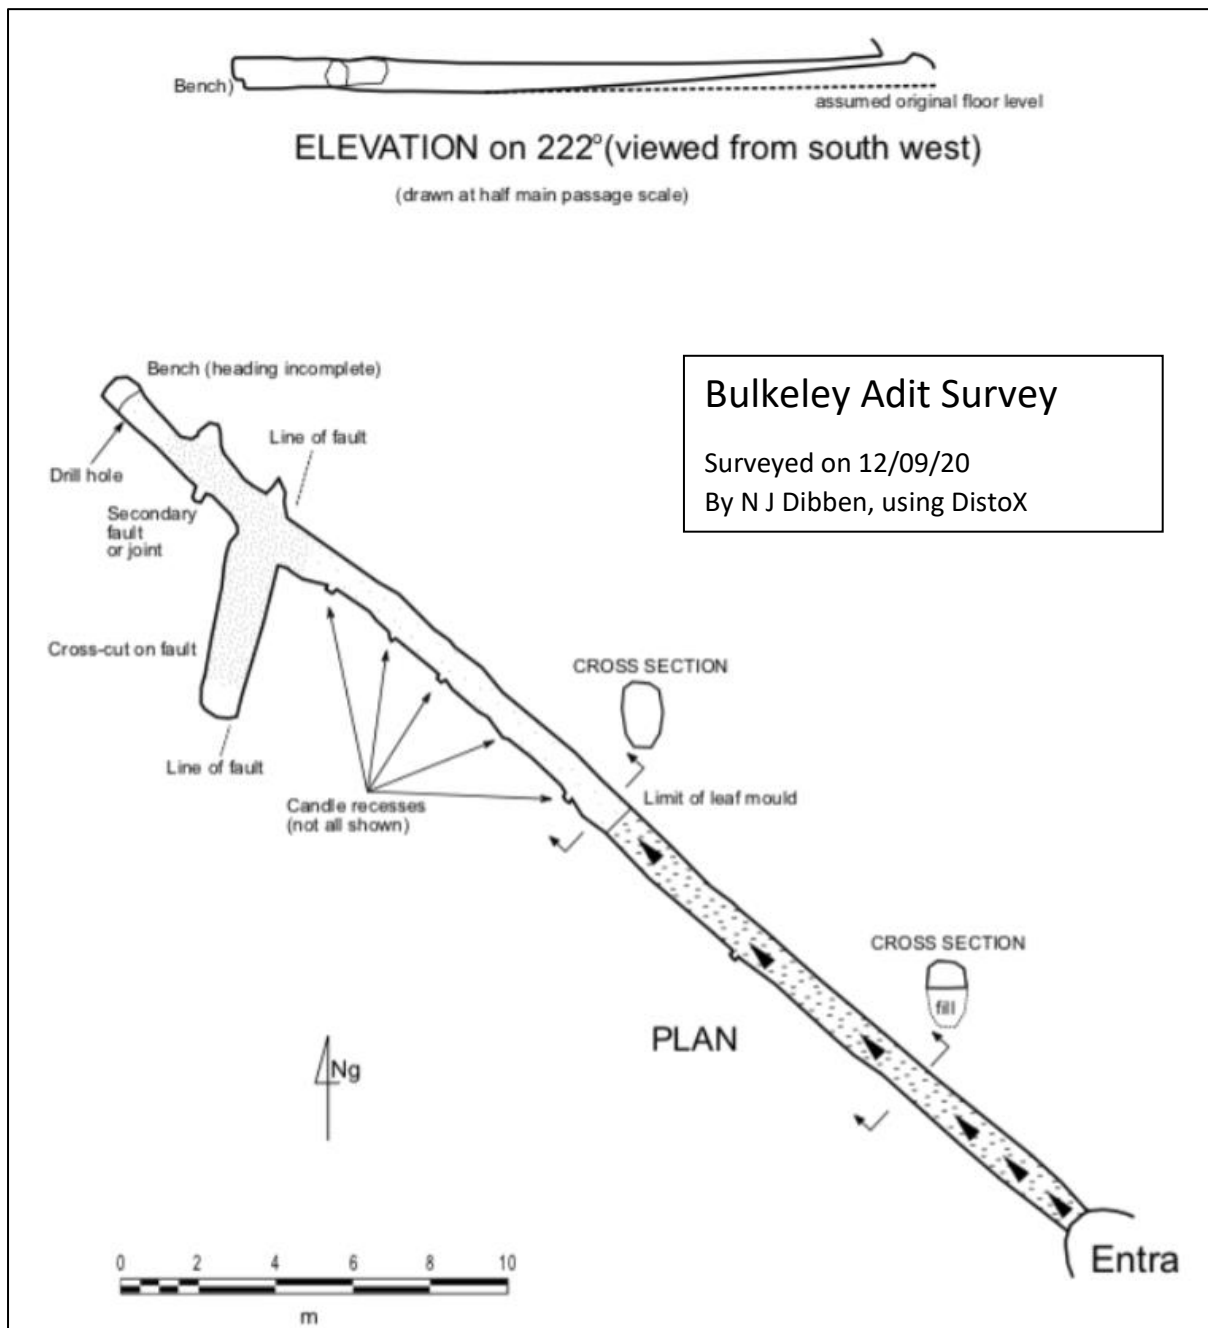 Bench)
assumed original floor level
ELEVATION on 222°(viewed from south west)
(drawn at half main passage scale)
Bench (heading incomplete)
Line of fault
Drill hole
Secondary
fault
or joint
Bulkeley Adit Survey
Surveyed on 12/09/20
By N J Dibben, using DistoX
Cross-cut on fault
Line of fault
CROSS SECTION
Candle recesses
(not all shown)
Limit of leaf mould
CROSS SECTION
fill
PLAN
Ng
Entra
0 2 4 6 8 10
m